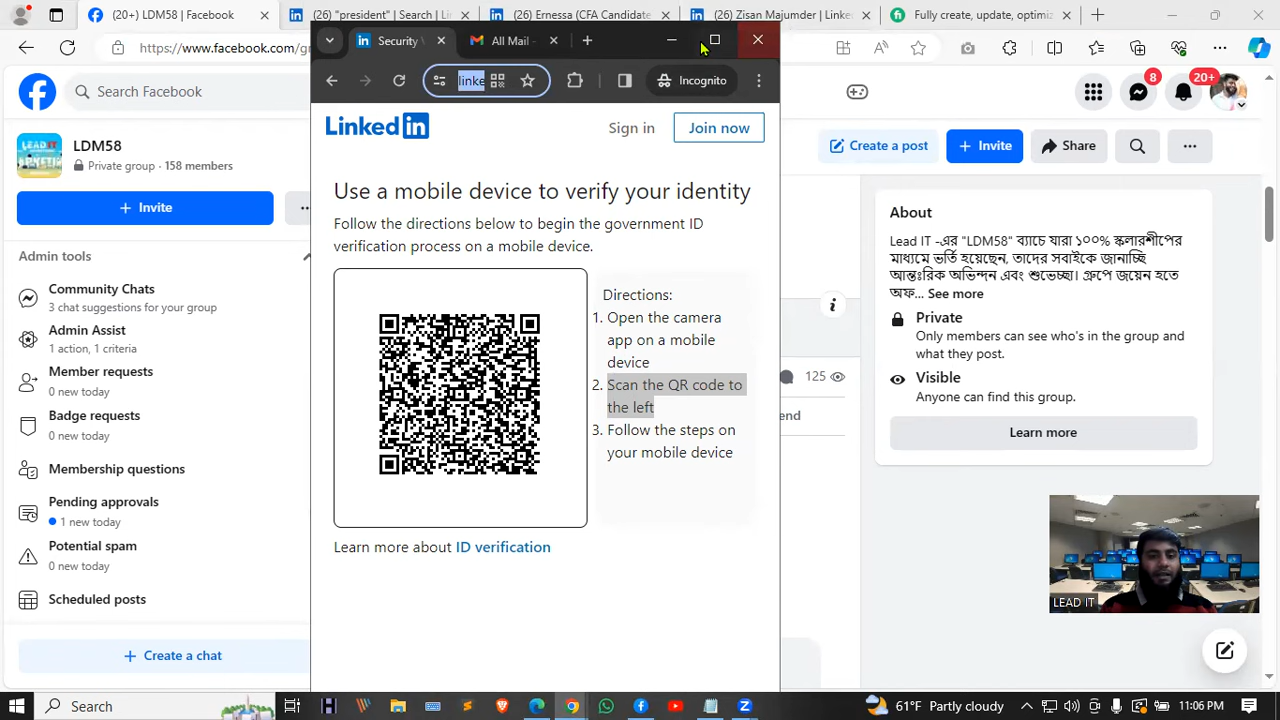 (20+) LDM58 | Facebook
(26) "president" | Search |
(26) Ernessa (CFA Candidate
(26) Zisan Majumder | Linke
Fully create, update, optimiz
https://www.facebook.com/gro
Security V
All Mail -
linke
Incognito
Search Facebook
8
20+
LDM58
Private group · 158 members
Invite
Admin tools
Community Chats
3 chat suggestions for your group
Admin Assist
1 action, 1 criteria
Member requests
0 new today
Badge requests
0 new today
Membership questions
Pending approvals
1 new today
Potential spam
0 new today
Scheduled posts
Create a chat
Linked in
Sign in
Join now
Use a mobile device to verify your identity
Follow the directions below to begin the government ID
verification process on a mobile device.
Directions:
1. Open the camera
app on a mobile
device
2. Scan the QR code to
the left
3. Follow the steps on
your mobile device
Learn more about ID verification
Create a post
Invite
Share
125
end
About
Lead IT -এর "LDM58" ব্যাচে যারা ১০০% স্কলারশীপের
মাধ্যমে ভর্তি হয়েছেন, তাদের সবাইকে জানাচ্ছি
আন্তঃরিক অভিন্দন এবং শুভেচ্ছা। গ্রুপে জয়েন হতে
অফ... See more
Private
Only members can see who's in the group and
what they post.
Visible
Anyone can find this group.
Learn more
LEAD IT
Search
61°F Partly cloudy
11:06 PM